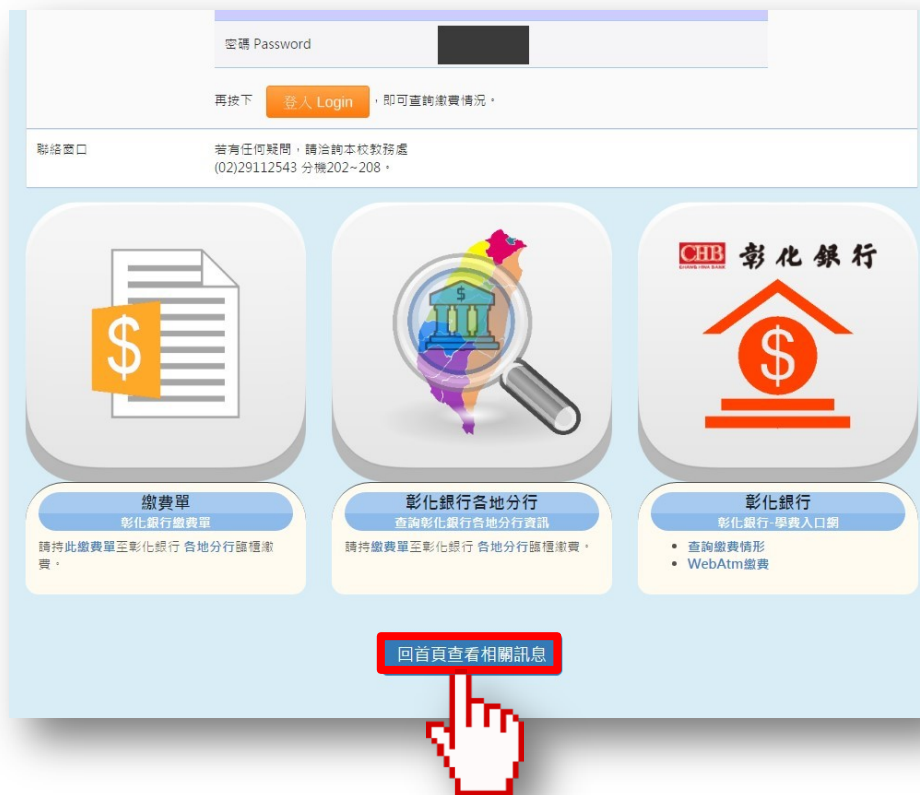 密碼 Password
再按下 登入 Login ,即可查詢繳費情況。
聯絡窗口
若有任何疑問,請洽詢本校教務處
(02)29112543 分機202~208。
$
$
CHB 彰化銀行
CHANG HWA BANK
$
繳費單
彰化銀行繳費單
請持此繳費單至彰化銀行 各地分行臨櫃繳
費。
彰化銀行各地分行
查詢彰化銀行各地分行資訊
請持繳費單至彰化銀行 各地分行臨櫃繳費。
彰化銀行
彰化銀行-學費入口網
• 查詢繳費情形
• WebAtm繳費
回首頁查看相關訊息